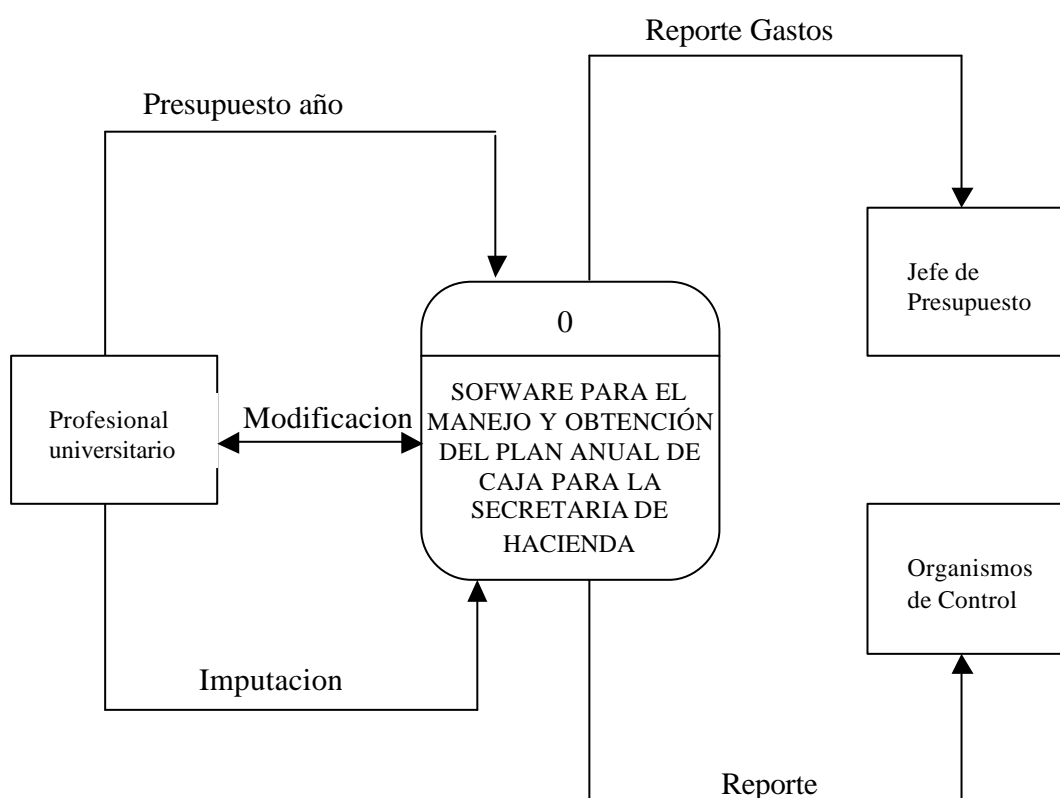 Reporte Gastos
Presupuesto año
Jefe de
Presupuesto
0
SOFWARE PARA EL
MANEJO Y OBTENCIÓN
DEL PLAN ANUAL DE
CAJA PARA LA
SECRETARIA DE
HACIENDA
Profesional
universitario
Modificacion
Organismos
de Control
Imputacion
Reporte